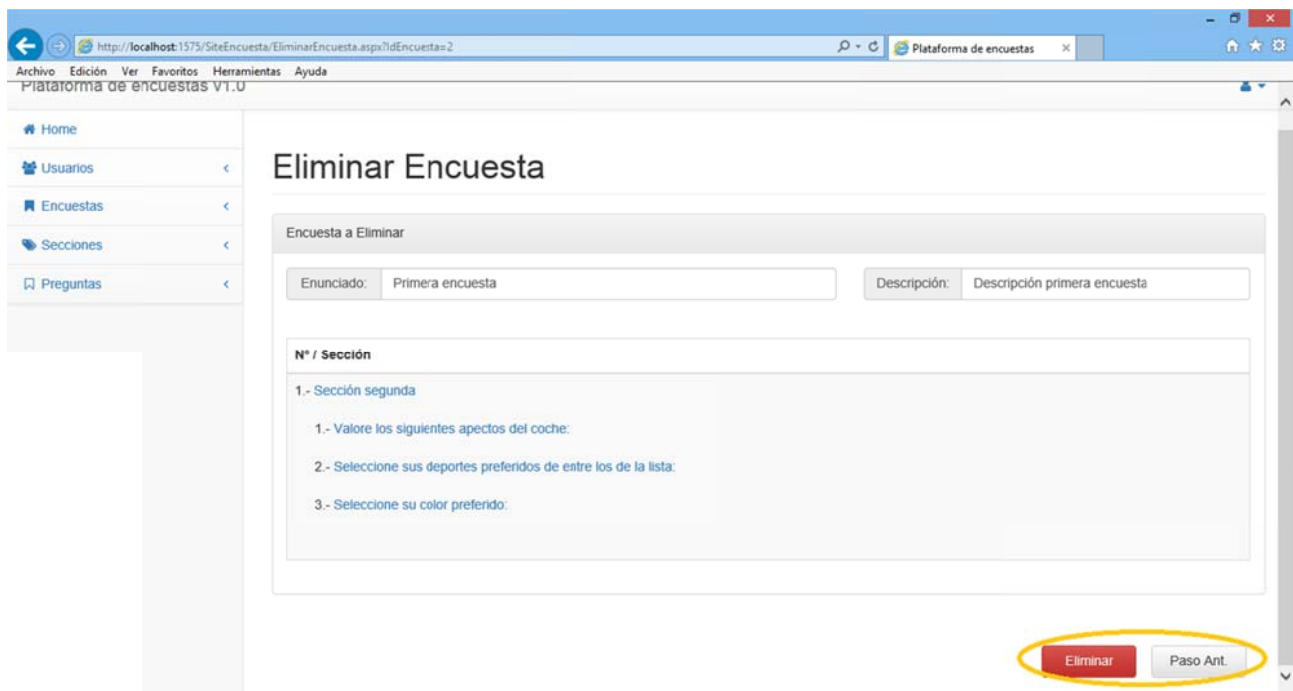 http://localhost:1575/SiteEncuesta/EliminarEncuesta.aspx?IdEncuesta=2
Plataforma de encuestas
Archivo Edición Ver Favoritos Herramientas Ayuda
Plataforma de encuestas v1.0
Home
Usuarios
Encuestas
Secciones
Preguntas
Eliminar Encuesta
Encuesta a Eliminar
Enunciado: Primera encuesta
Descripción: Descripción primera encuesta
Nº / Sección
1.- Sección segunda
1.- Valore los siguientes apectos del coche:
2.- Seleccione sus deportes preferidos de entre los de la lista:
3.- Seleccione su color preferido:
Eliminar
Paso Ant.